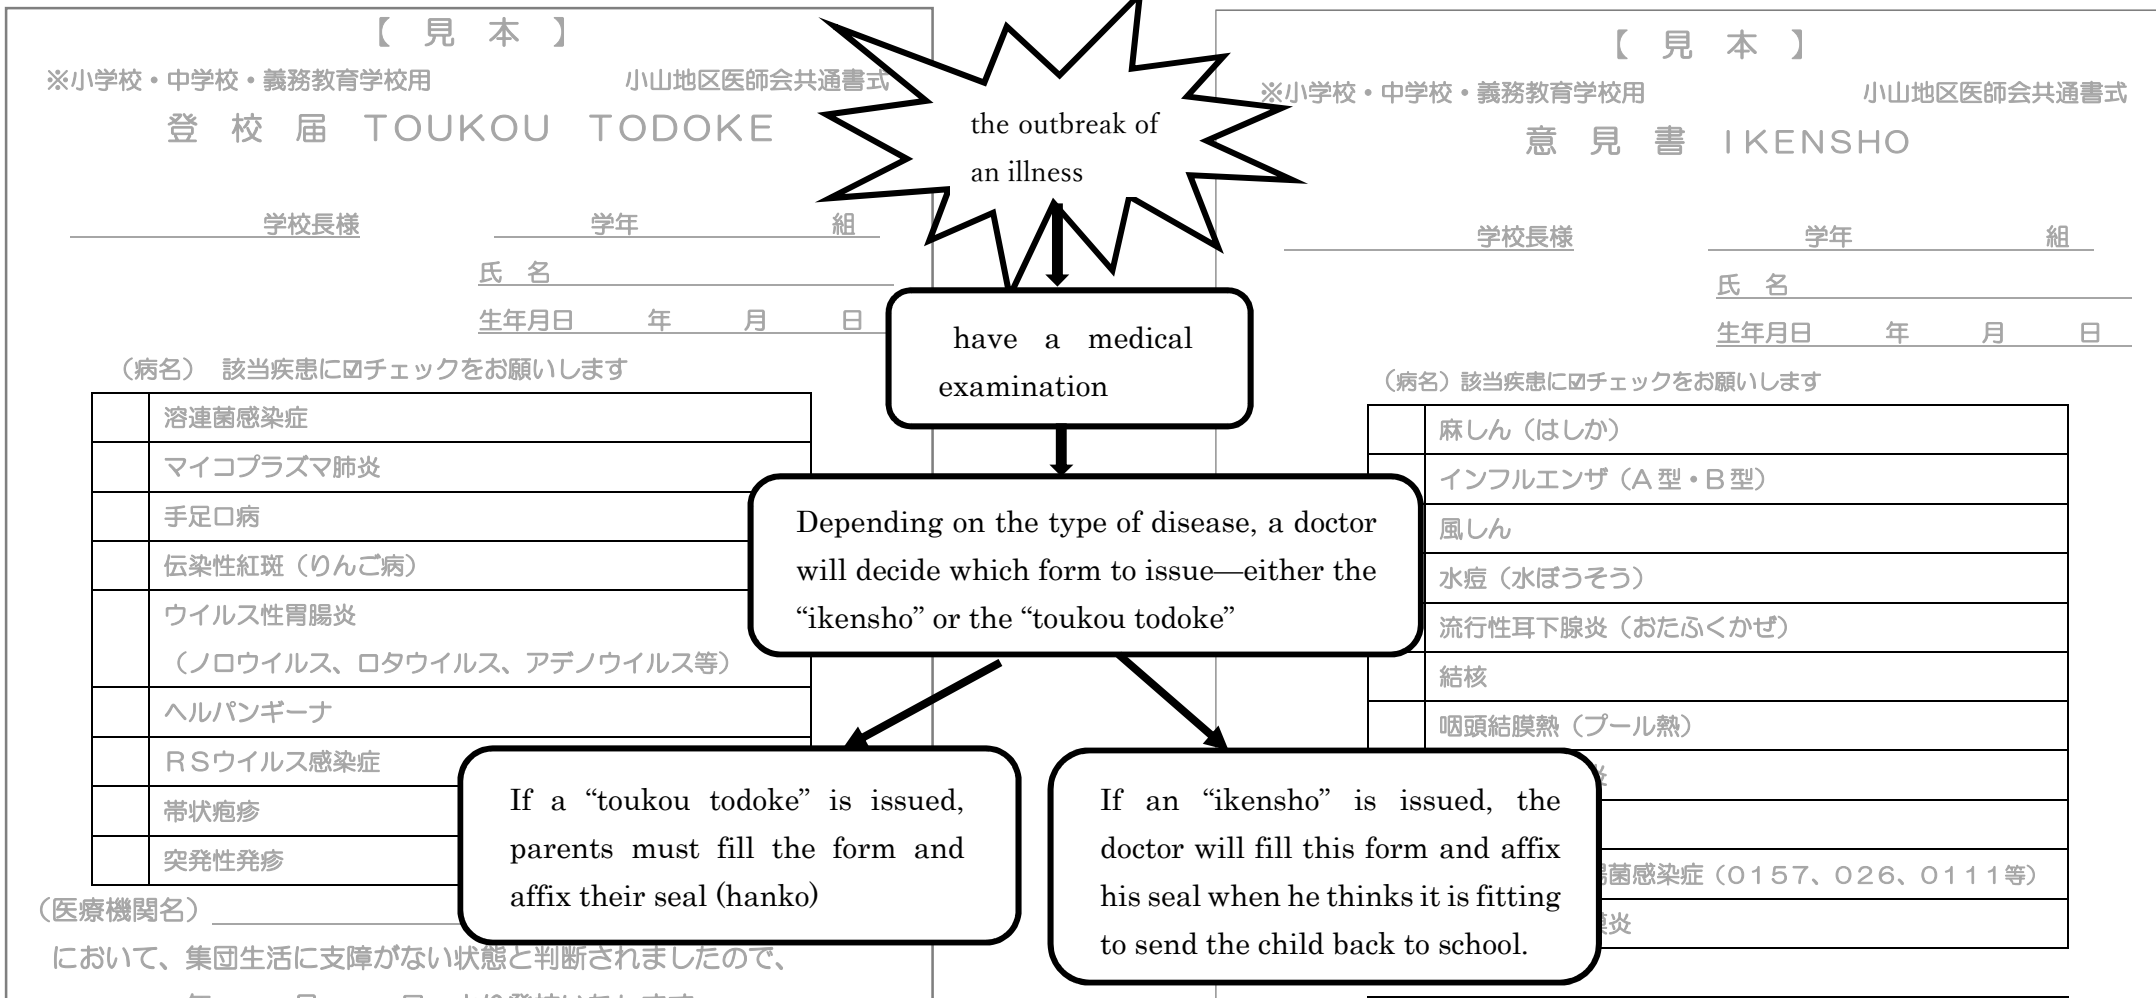 【 見 本 】
※小学校・中学校・義務教育学校用 小山地区医師会共通書式
登 校 届 TOUKOU TODOKE
学校長様 学年 組
氏 名
生年月日 年 月 日
（病名） 該当疾患に☑チェックをお願いします
溶連菌感染症
マイコプラズマ肺炎
手足口病
伝染性紅斑（りんご病）
ウイルス性胃腸炎
（ノロウイルス、ロタウイルス、アデノウイルス等）
ヘルパンギーナ
ＲＳウイルス感染症
帯状疱疹
突発性発疹
（医療機関名）
において、集団生活に支障がない状態と判断されましたので、
the outbreak of
an illness
have a medical
examination
Depending on the type of disease, a doctor
will decide which form to issue—either the
“ikensho” or the “toukou todoke”
If a “toukou todoke” is issued,
parents must fill the form and
affix their seal (hanko)
If an “ikensho” is issued, the
doctor will fill this form and affix
his seal when he thinks it is fitting
to send the child back to school.
【 見 本 】
※小学校・中学校・義務教育学校用 小山地区医師会共通書式
意 見 書 IKENSHO
学校長様 学年 組
氏 名
生年月日 年 月 日
（病名）該当疾患に☑チェックをお願いします
麻しん（はしか）
インフルエンザ（Ａ型・Ｂ型）
風しん
水痘（水ぼうそう）
流行性耳下腺炎（おたふくかぜ）
結核
咽頭結膜熱（プール熱）
炎
菌感染症（Ｏ１５７、Ｏ２６、Ｏ１１１等）
炎